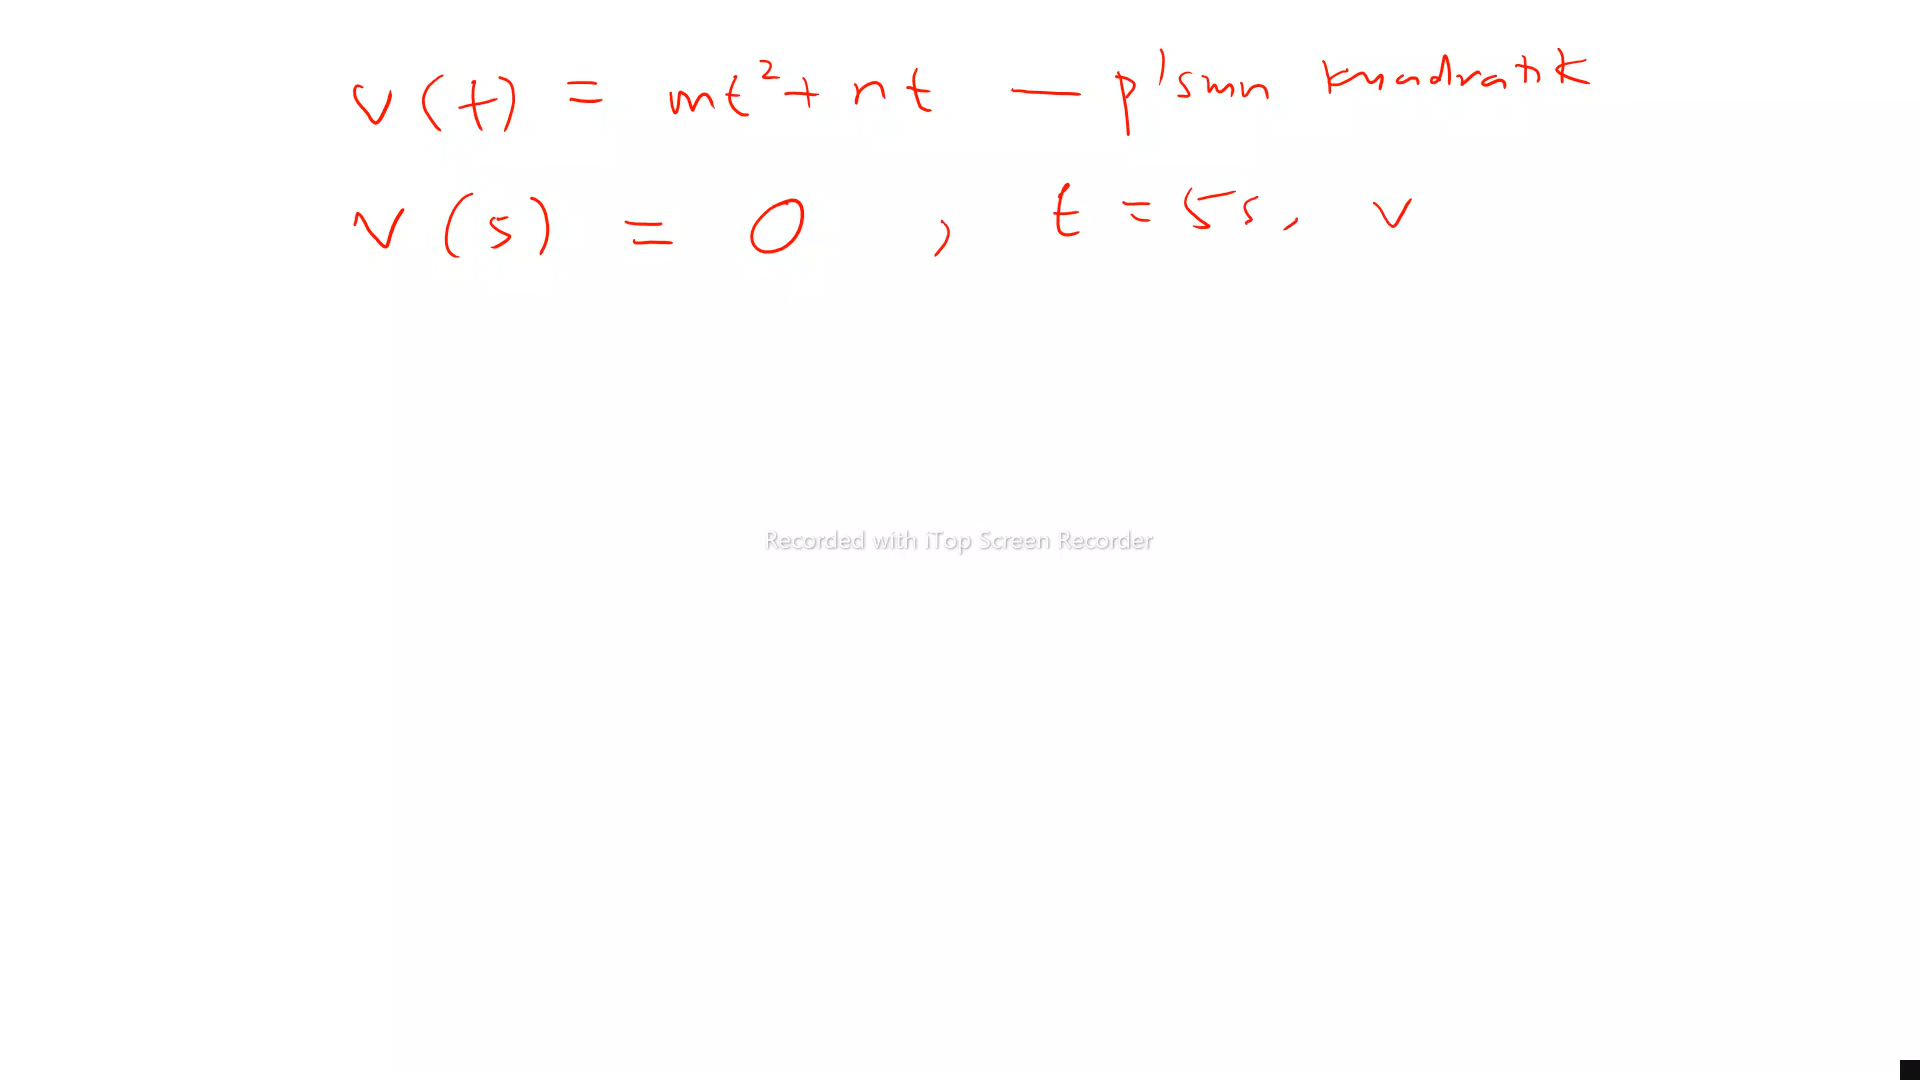 v(t) = mt² + nt — p'smn kuadratik
v(5) = 0 , t = 5s, v
Recorded with iTop Screen Recorder